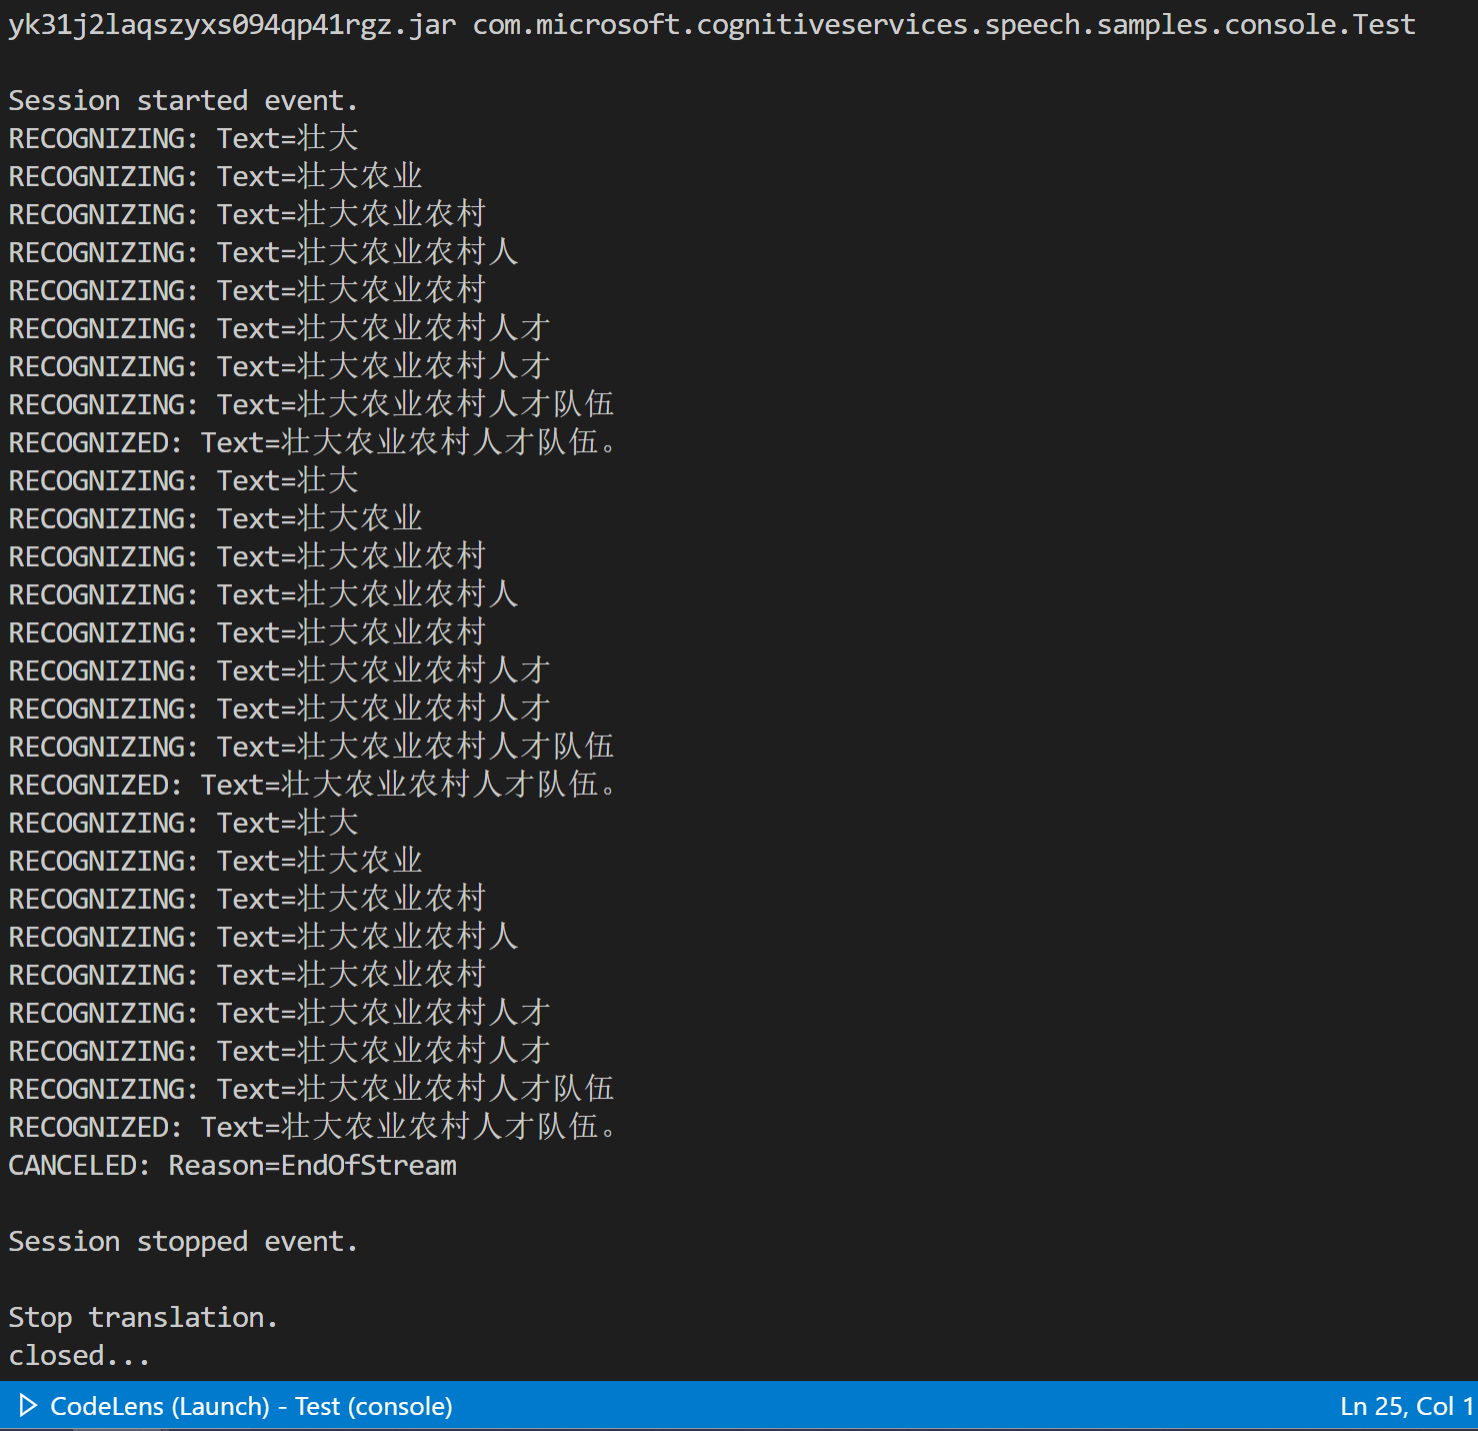 yk31j2laqszyxs094qp41rgz.jar com.microsoft.cognitiveservices.speech.samples.console.Test
Session started event.
RECOGNIZING: Text=壮大
RECOGNIZING: Text=壮大农业
RECOGNIZING: Text=壮大农业农村
RECOGNIZING: Text=壮大农业农村人
RECOGNIZING: Text=壮大农业农村
RECOGNIZING: Text=壮大农业农村人才
RECOGNIZING: Text=壮大农业农村人才
RECOGNIZING: Text=壮大农业农村人才队伍
RECOGNIZED: Text=壮大农业农村人才队伍。
RECOGNIZING: Text=壮大
RECOGNIZING: Text=壮大农业
RECOGNIZING: Text=壮大农业农村
RECOGNIZING: Text=壮大农业农村人
RECOGNIZING: Text=壮大农业农村
RECOGNIZING: Text=壮大农业农村人才
RECOGNIZING: Text=壮大农业农村人才
RECOGNIZING: Text=壮大农业农村人才队伍
RECOGNIZED: Text=壮大农业农村人才队伍。
RECOGNIZING: Text=壮大
RECOGNIZING: Text=壮大农业
RECOGNIZING: Text=壮大农业农村
RECOGNIZING: Text=壮大农业农村人
RECOGNIZING: Text=壮大农业农村
RECOGNIZING: Text=壮大农业农村人才
RECOGNIZING: Text=壮大农业农村人才
RECOGNIZING: Text=壮大农业农村人才队伍
RECOGNIZED: Text=壮大农业农村人才队伍。
CANCELED: Reason=EndOfStream
Session stopped event.
Stop translation.
closed...
CodeLens (Launch) - Test (console) Ln 25, Col 1